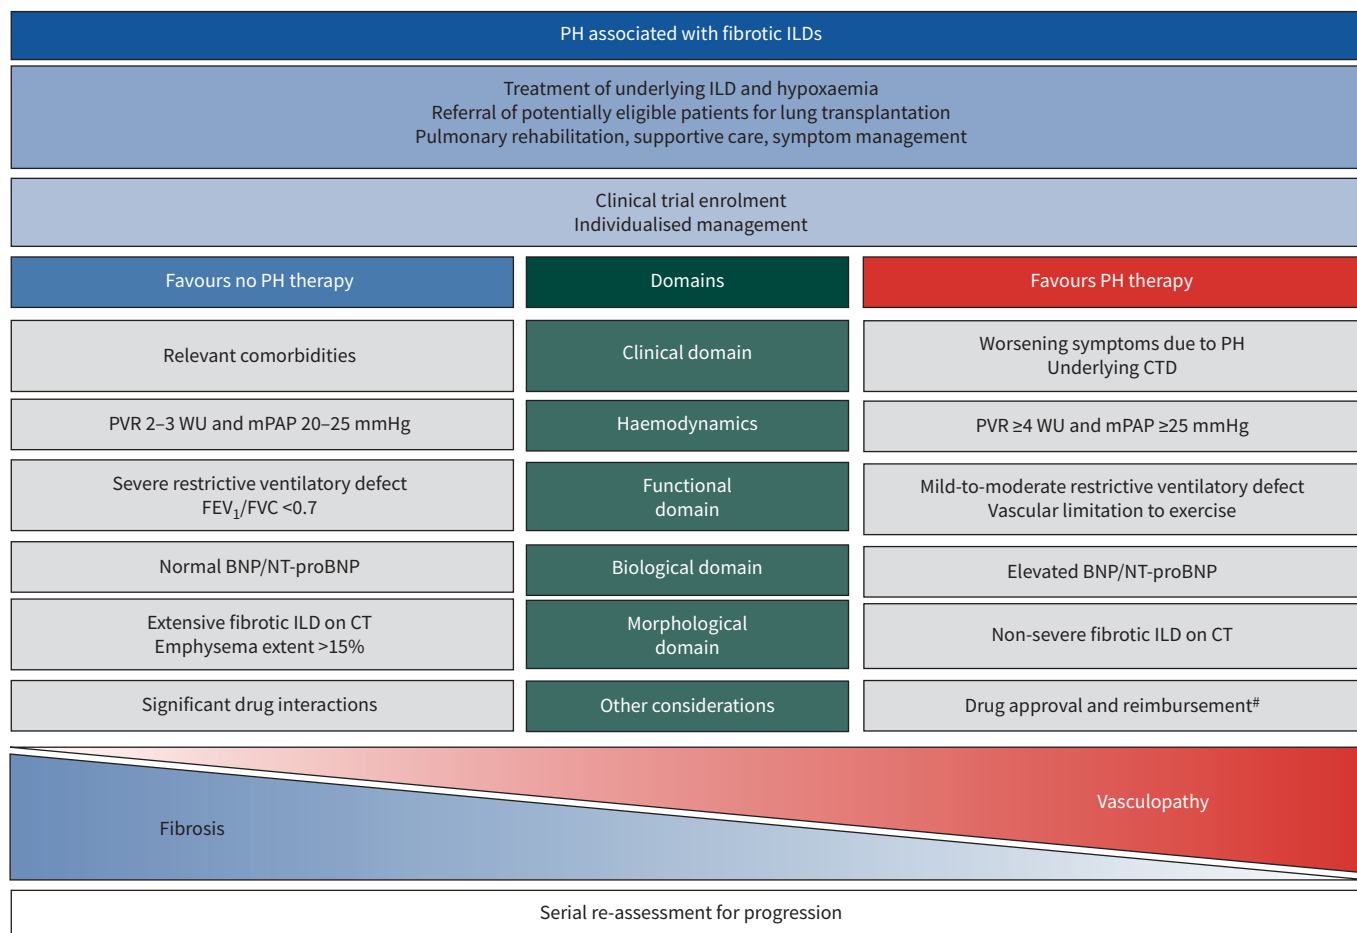 PH associated with fibrotic ILDs
Treatment of underlying ILD and hypoxaemia
Referral of potentially eligible patients for lung transplantation
Pulmonary rehabilitation, supportive care, symptom management
Clinical trial enrolment
Individualised management
Favours no PH therapy
Domains
Favours PH therapy
Relevant comorbidities
Clinical domain
Worsening symptoms due to PH
Underlying CTD
PVR 2–3 WU and mPAP 20–25 mmHg
Haemodynamics
PVR ≥4 WU and mPAP ≥25 mmHg
Severe restrictive ventilatory defect
FEV₁/FVC <0.7
Functional
domain
Mild-to-moderate restrictive ventilatory defect
Vascular limitation to exercise
Normal BNP/NT-proBNP
Biological domain
Elevated BNP/NT-proBNP
Extensive fibrotic ILD on CT
Emphysema extent >15%
Morphological
domain
Non-severe fibrotic ILD on CT
Significant drug interactions
Other considerations
Drug approval and reimbursement#
Vasculopathy
Fibrosis
Serial re-assessment for progression